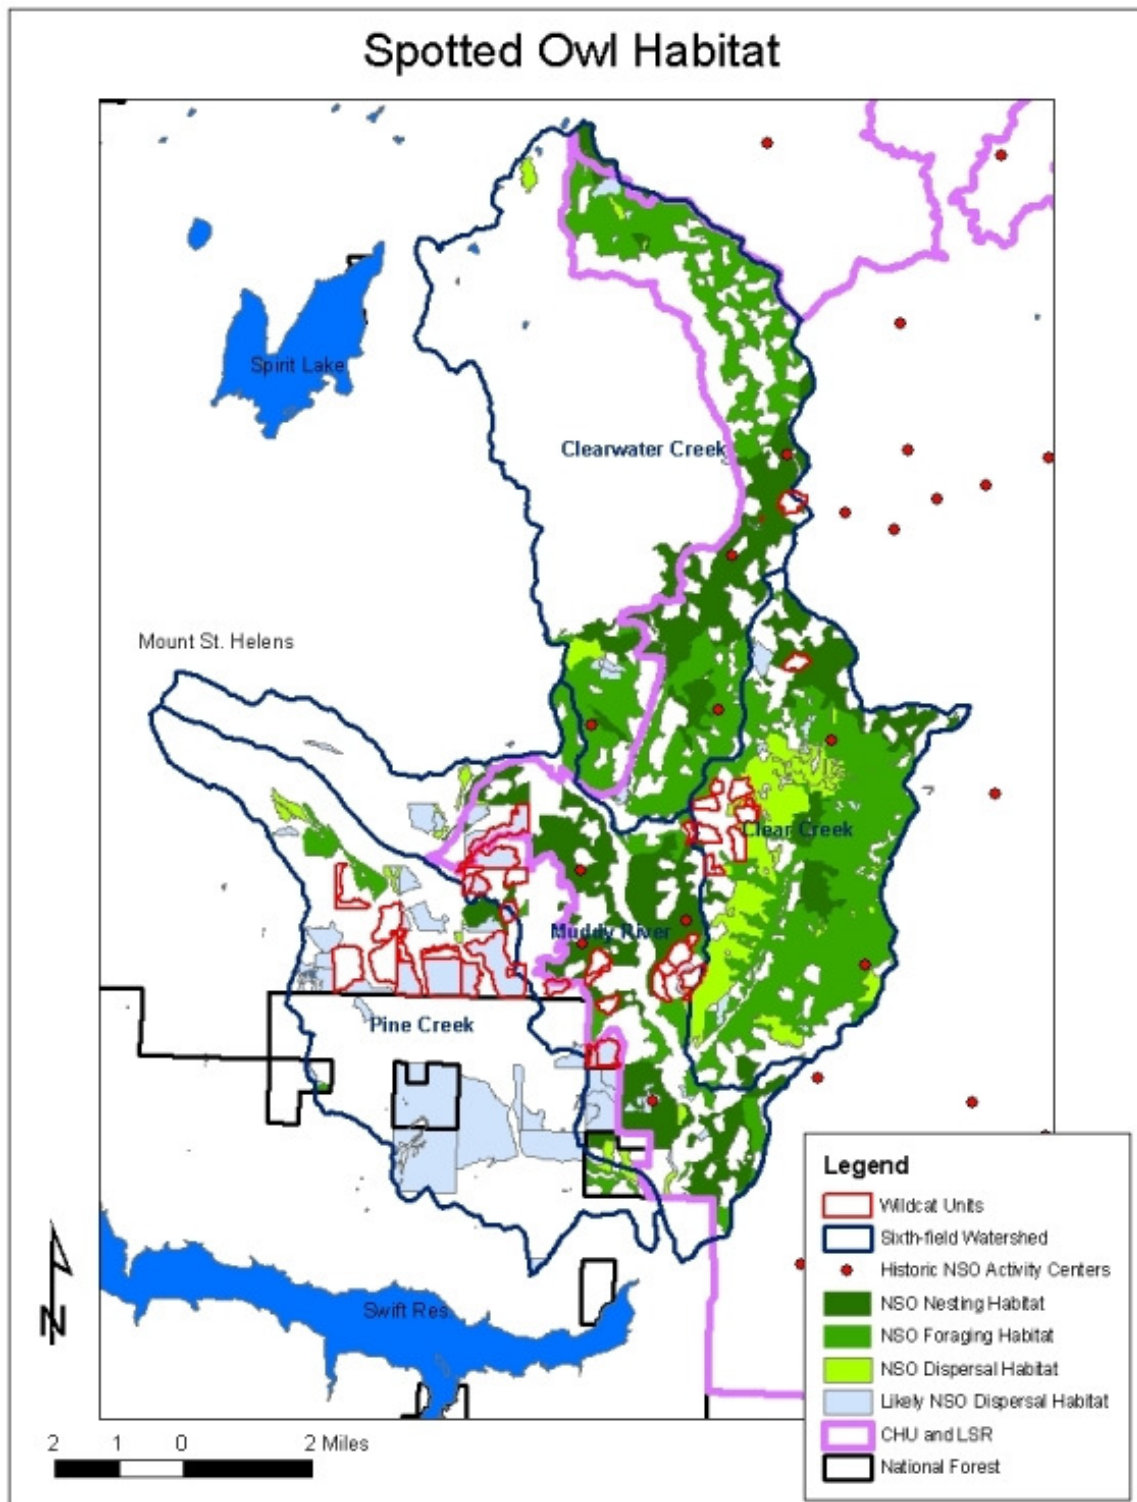 Spotted Owl Habitat
Spirit Lake
Clearwater Creek
Mount St. Helens
Clear Creek
Muddy River
Pine Creek
Swift Res.
N
2 1 0 2 Miles
Legend
Wildcat Units
Sixth-field Watershed
Historic NSO Activity Centers
NSO Nesting Habitat
NSO Foraging Habitat
NSO Dispersal Habitat
Likely NSO Dispersal Habitat
CHU and LSR
National Forest